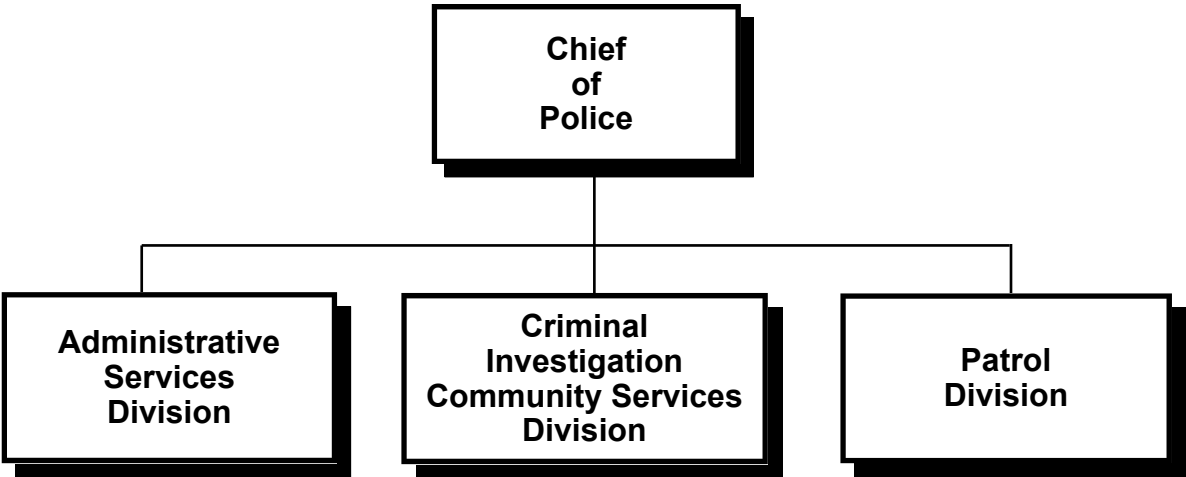 Chief
of
Police
Administrative
Services
Division
Criminal
Investigation
Community Services
Division
Patrol
Division